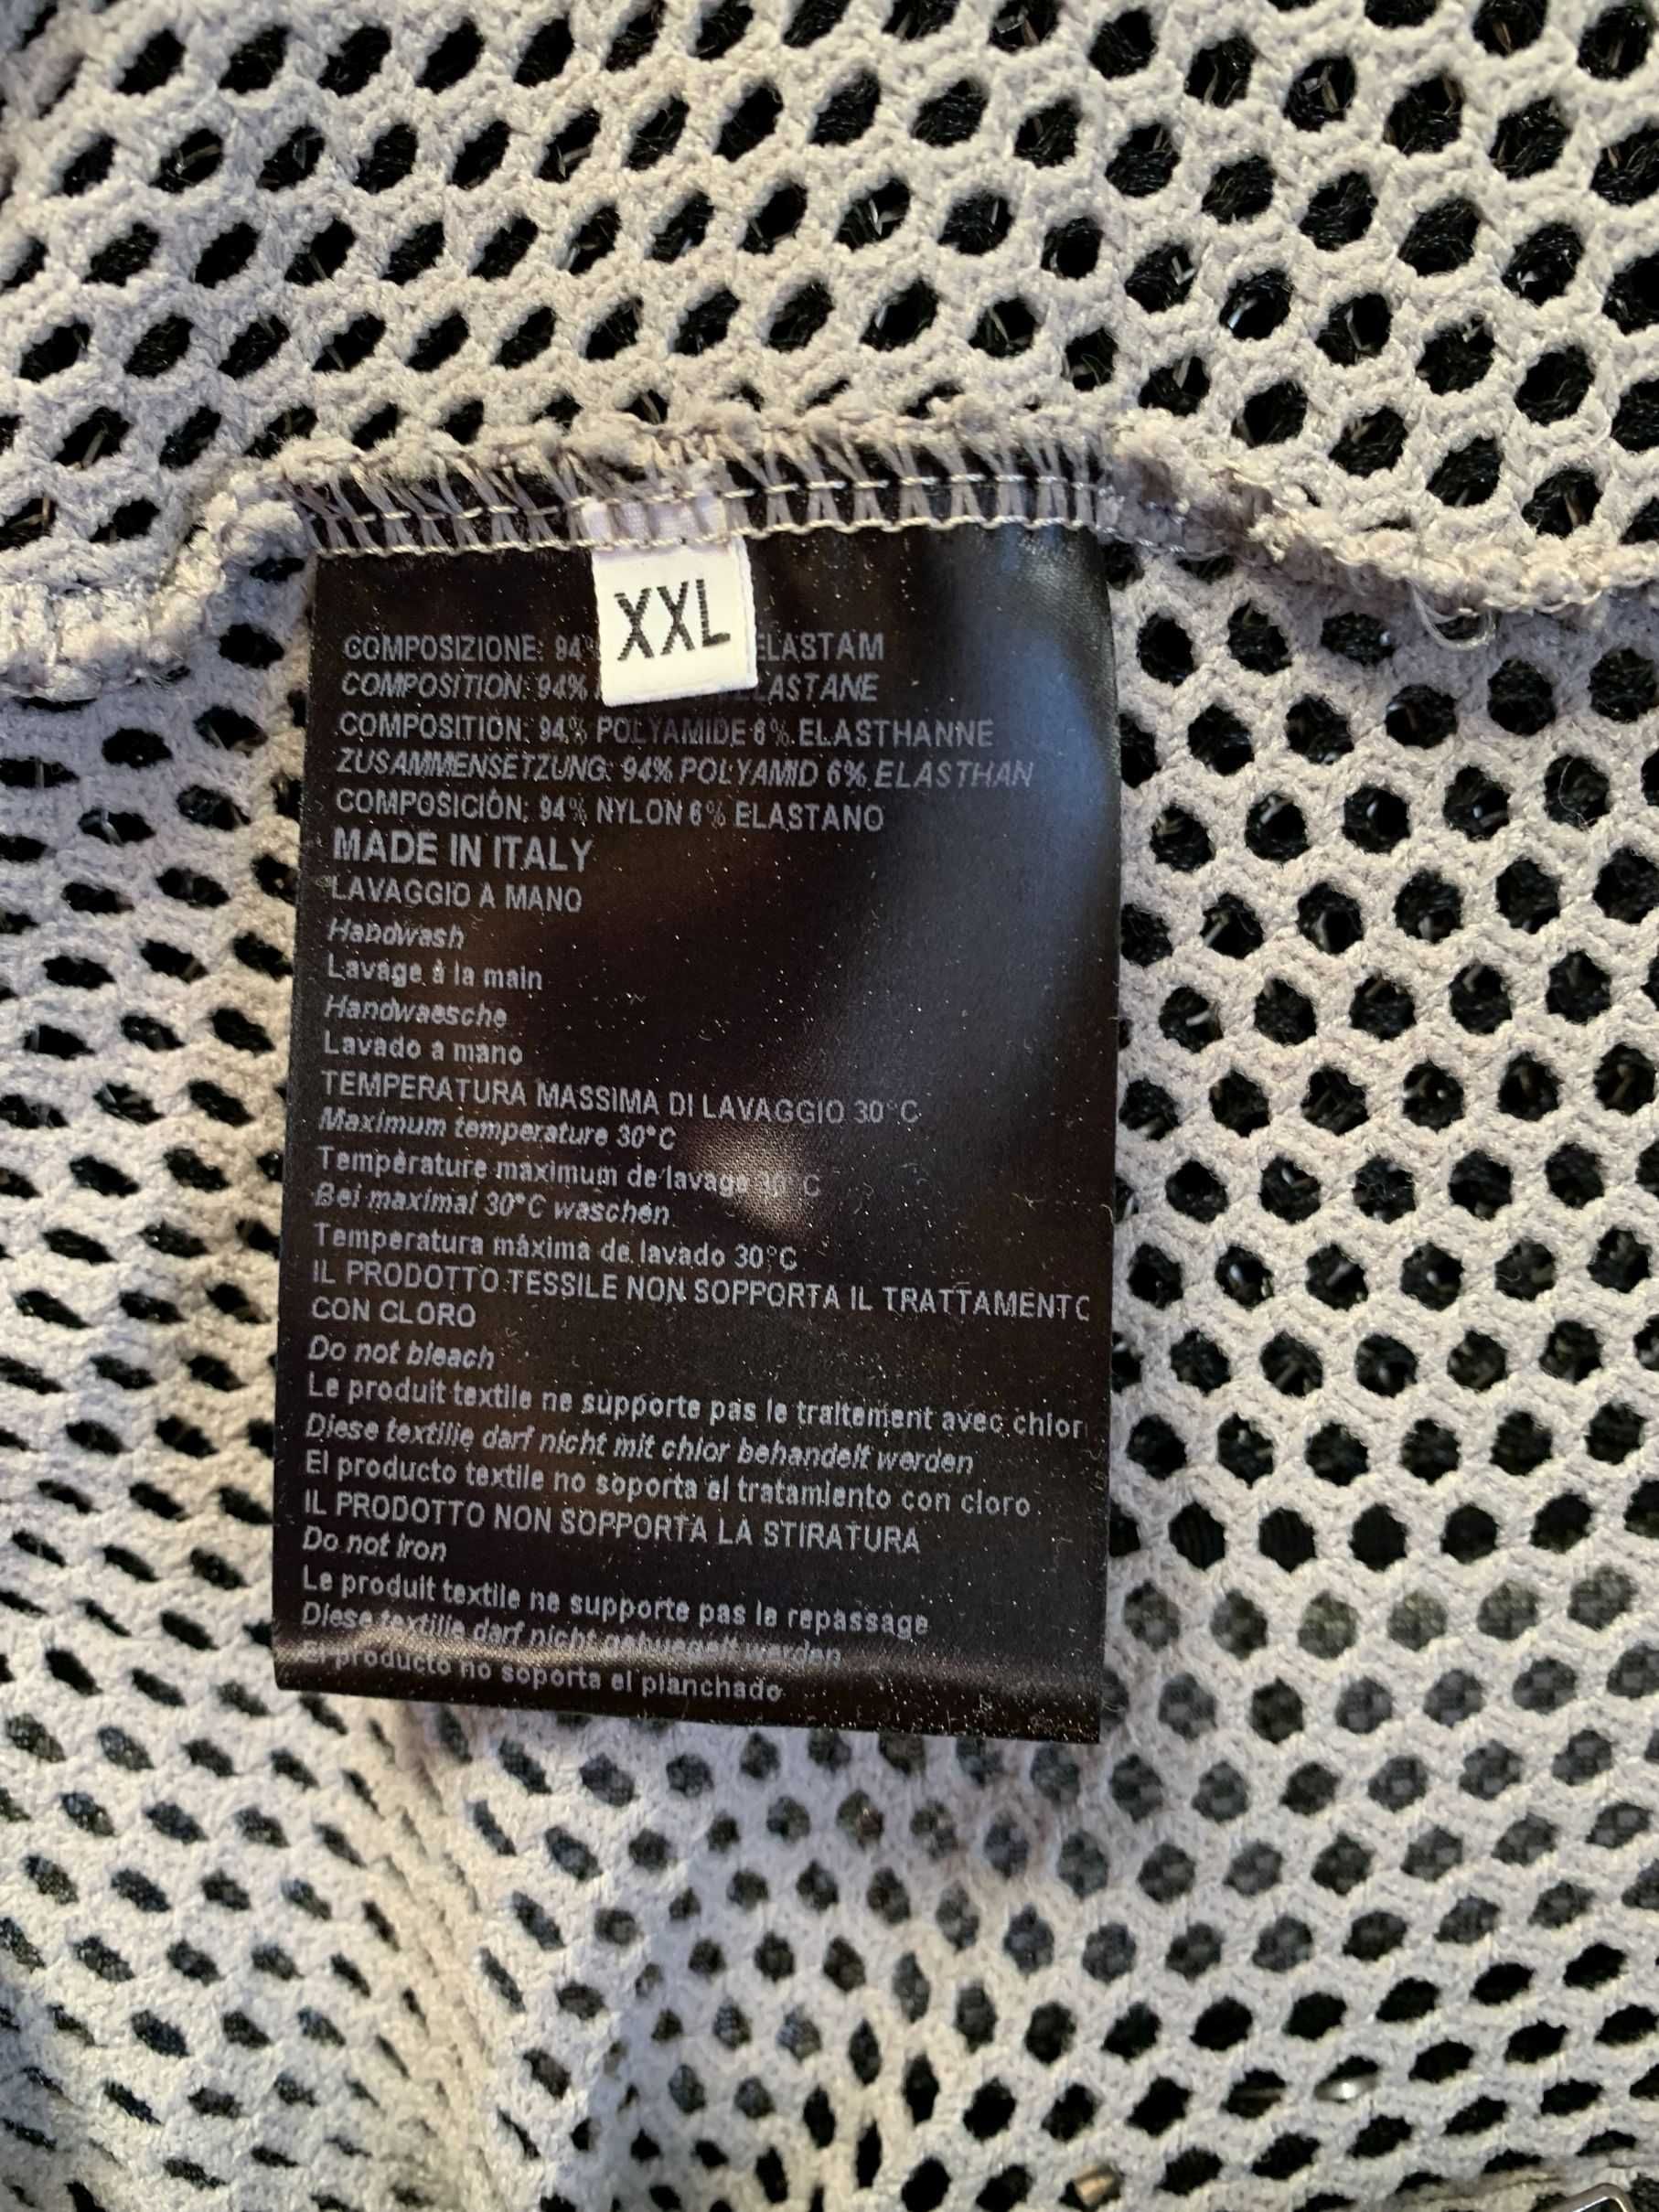 XXL
COMPOSIZIONE: 94% ELASTAM
COMPOSITION: 94% ELASTANE
COMPOSITION: 94% POLYAMIDE 6% ELASTHANNE
ZUSAMMENSETZUNG: 94% POLYAMID 6% ELASTHAN
COMPOSICIÓN: 94% NYLON 6% ELASTANO
MADE IN ITALY
LAVAGGIO A MANO
Handwash
Lavage à la main
Handwaesche
Lavado a mano
TEMPERATURA MASSIMA DI LAVAGGIO 30°C
Maximum temperature 30°C
Température maximum de lavage 30°C
Bei maximal 30°C waschen
Temperatura máxima de lavado 30°C
IL PRODOTTO TESSILE NON SOPPORTA IL TRATTAMENTO
CON CLORO
Do not bleach
Le produit textile ne supporte pas le traitement avec chlor
Diese textilie darf nicht mit chlor behandelt werden
El producto textile no soporta el tratamiento con cloro
IL PRODOTTO NON SOPPORTA LA STIRATURA
Do not iron
Le produit textile ne supporte pas la repassage
Diese textilie darf nicht gebuegelt werden
El producto no soporta el planchado